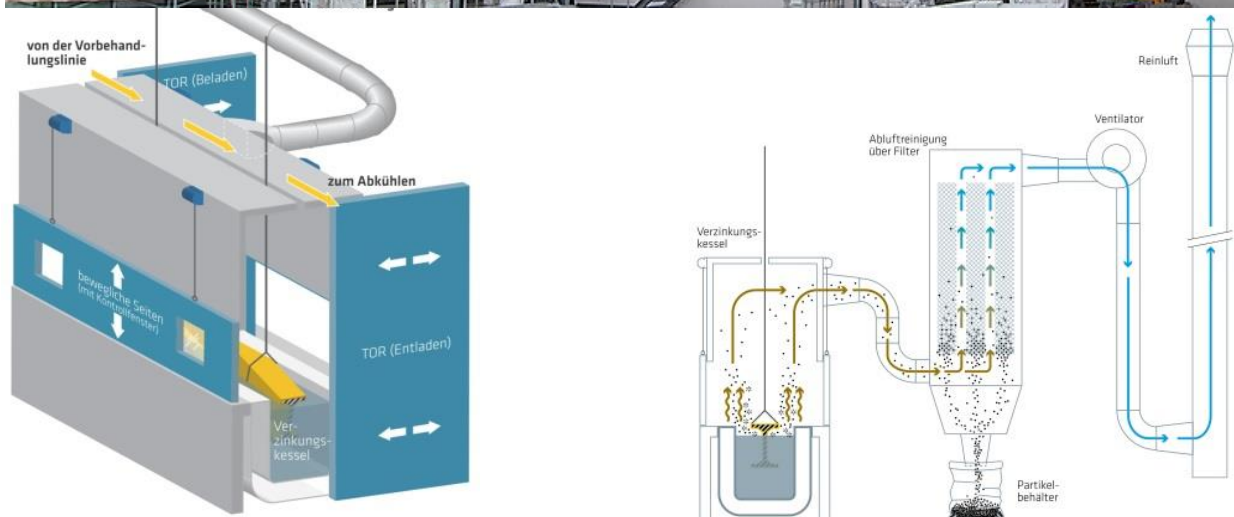 von der Vorbehand-
lungslinie
TOR (Beladen)
zum Abkühlen
bewegliche Seiten
(mit Kontrollfenster)
TOR (Entladen)
Ver-
zinkungs-
kessel
Verzinkungs-
kessel
Abluftreinigung
über Filter
Ventilator
Reinluft
Partikel-
behälter